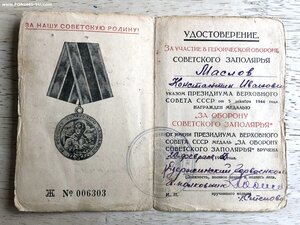 ЗА НАШУ СОВЕТСКУЮ РОДИНУ!
Ж № 006303
УДОСТОВЕРЕНИЕ.
ЗА УЧАСТИЕ В ГЕРОИЧЕСКОЙ ОБОРОНЕ
СОВЕТСКОГО ЗАПОЛЯРЬЯ
Маслов
Константин Иванович
УКАЗОМ ПРЕЗИДИУМА ВЕРХОВНОГО
СОВЕТА СССР от 5 декабря 1944 года
НАГРАЖДЕН МЕДАЛЬЮ
„ЗА ОБОРОНУ
СОВЕТСКОГО ЗАПОЛЯРЬЯ"
ОТ ИМЕНИ ПРЕЗИДИУМА ВЕРХОВНОГО
СОВЕТА СССР МЕДАЛЬ „ЗА ОБОРОНУ
СОВЕТСКОГО ЗАПОЛЯРЬЯ" ВРУЧЕНА
М. П.